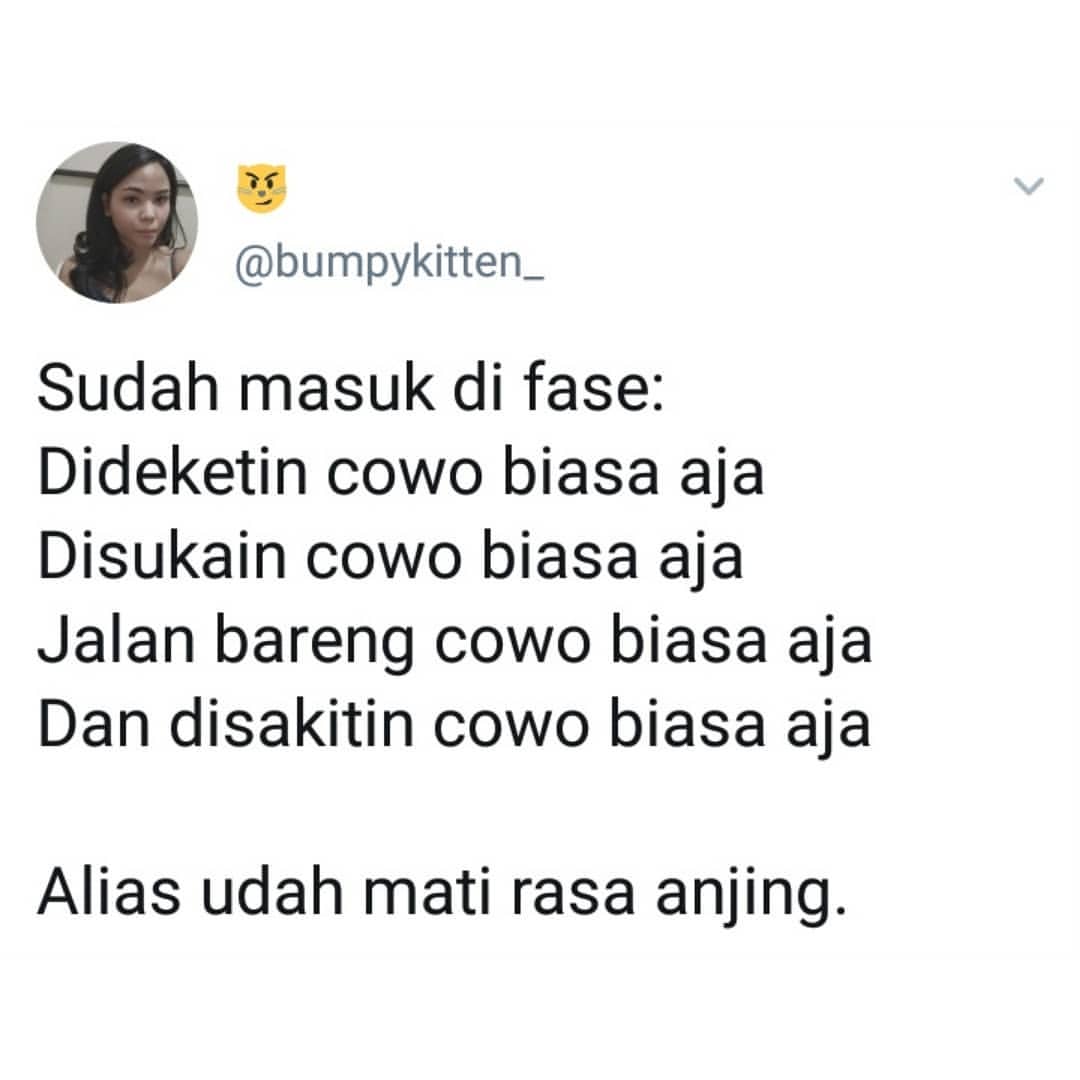 @bumpykitten_
Sudah masuk di fase:
Dideketin cowo biasa aja
Disukain cowo biasa aja
Jalan bareng cowo biasa aja
Dan disakitin cowo biasa aja
Alias udah mati rasa anjing.